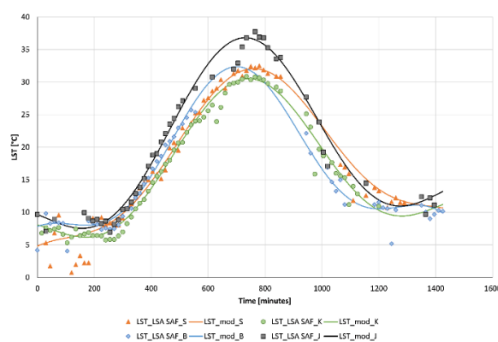 40
35
30
25
20
15
10
5
0
LST [°C]
0 200 400 600 800 1000 1200 1400 1600
Time [minutes]
LST_LSA SAF_S LST_mod_S LST_LSA SAF_K LST_mod_K
LST_LSA SAF_B LST_mod_B LST_LSA SAF_J LST_mod_J